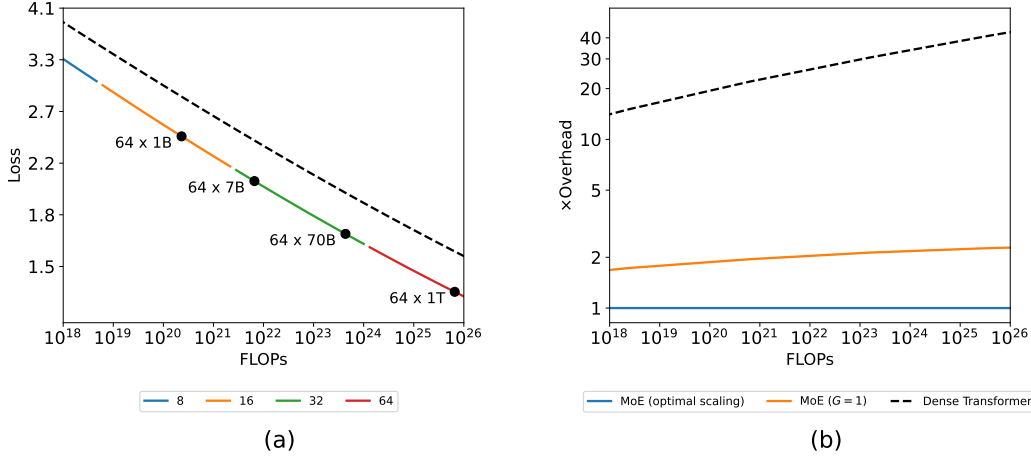 4.1
3.3
2.7
2.2
1.8
1.5
Loss
64 x 1B
64 x 7B
64 x 70B
64 x 1T
10^18 10^19 10^20 10^21 10^22 10^23 10^24 10^25 10^26
FLOPs
8 16 32 64
(a)
40
30
20
10
5
2
1
×Overhead
10^18 10^19 10^20 10^21 10^22 10^23 10^24 10^25 10^26
FLOPs
MoE (optimal scaling) MoE (G = 1) Dense Transformer
(b)